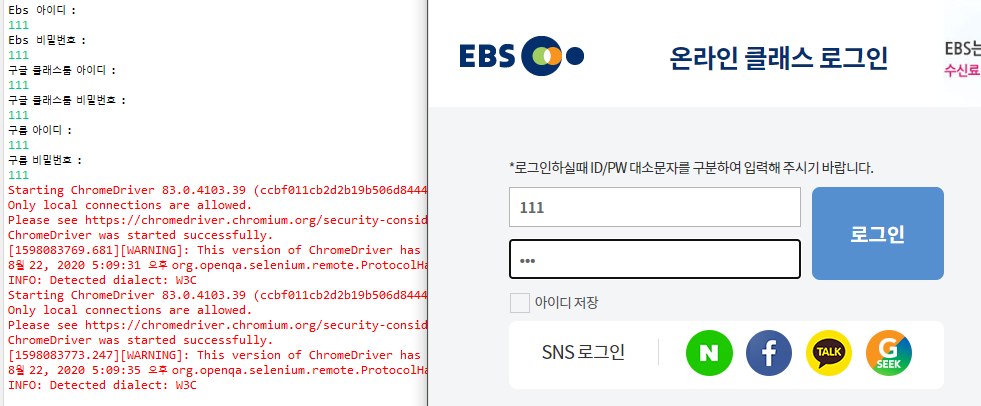 Ebs 아이디 :
111
Ebs 비밀번호 :
111
구글 클래스룸 아이디 :
111
구글 클래스룸 비밀번호 :
111
구름 아이디 :
111
구름 비밀번호 :
111
Starting ChromeDriver 83.0.4103.39 (ccbf011cb2d2b19b506d8444
Only local connections are allowed.
Please see https://chromedriver.chromium.org/security-consid
ChromeDriver was started successfully.
[1598083769.681][WARNING]: This version of ChromeDriver has
8월 22, 2020 5:09:31 오후 org.openqa.selenium.remote.ProtocolHa
INFO: Detected dialect: W3C
Starting ChromeDriver 83.0.4103.39 (ccbf011cb2d2b19b506d8444
Only local connections are allowed.
Please see https://chromedriver.chromium.org/security-consid
ChromeDriver was started successfully.
[1598083773.247][WARNING]: This version of ChromeDriver has
8월 22, 2020 5:09:35 오후 org.openqa.selenium.remote.ProtocolHa
INFO: Detected dialect: W3C
EBS
온라인 클래스 로그인
EBS는
수신료
*로그인하실때 ID/PW 대소문자를 구분하여 입력해 주시기 바랍니다.
111
•••
로그인
아이디 저장
SNS 로그인
N
f
TALK
G
SEEK